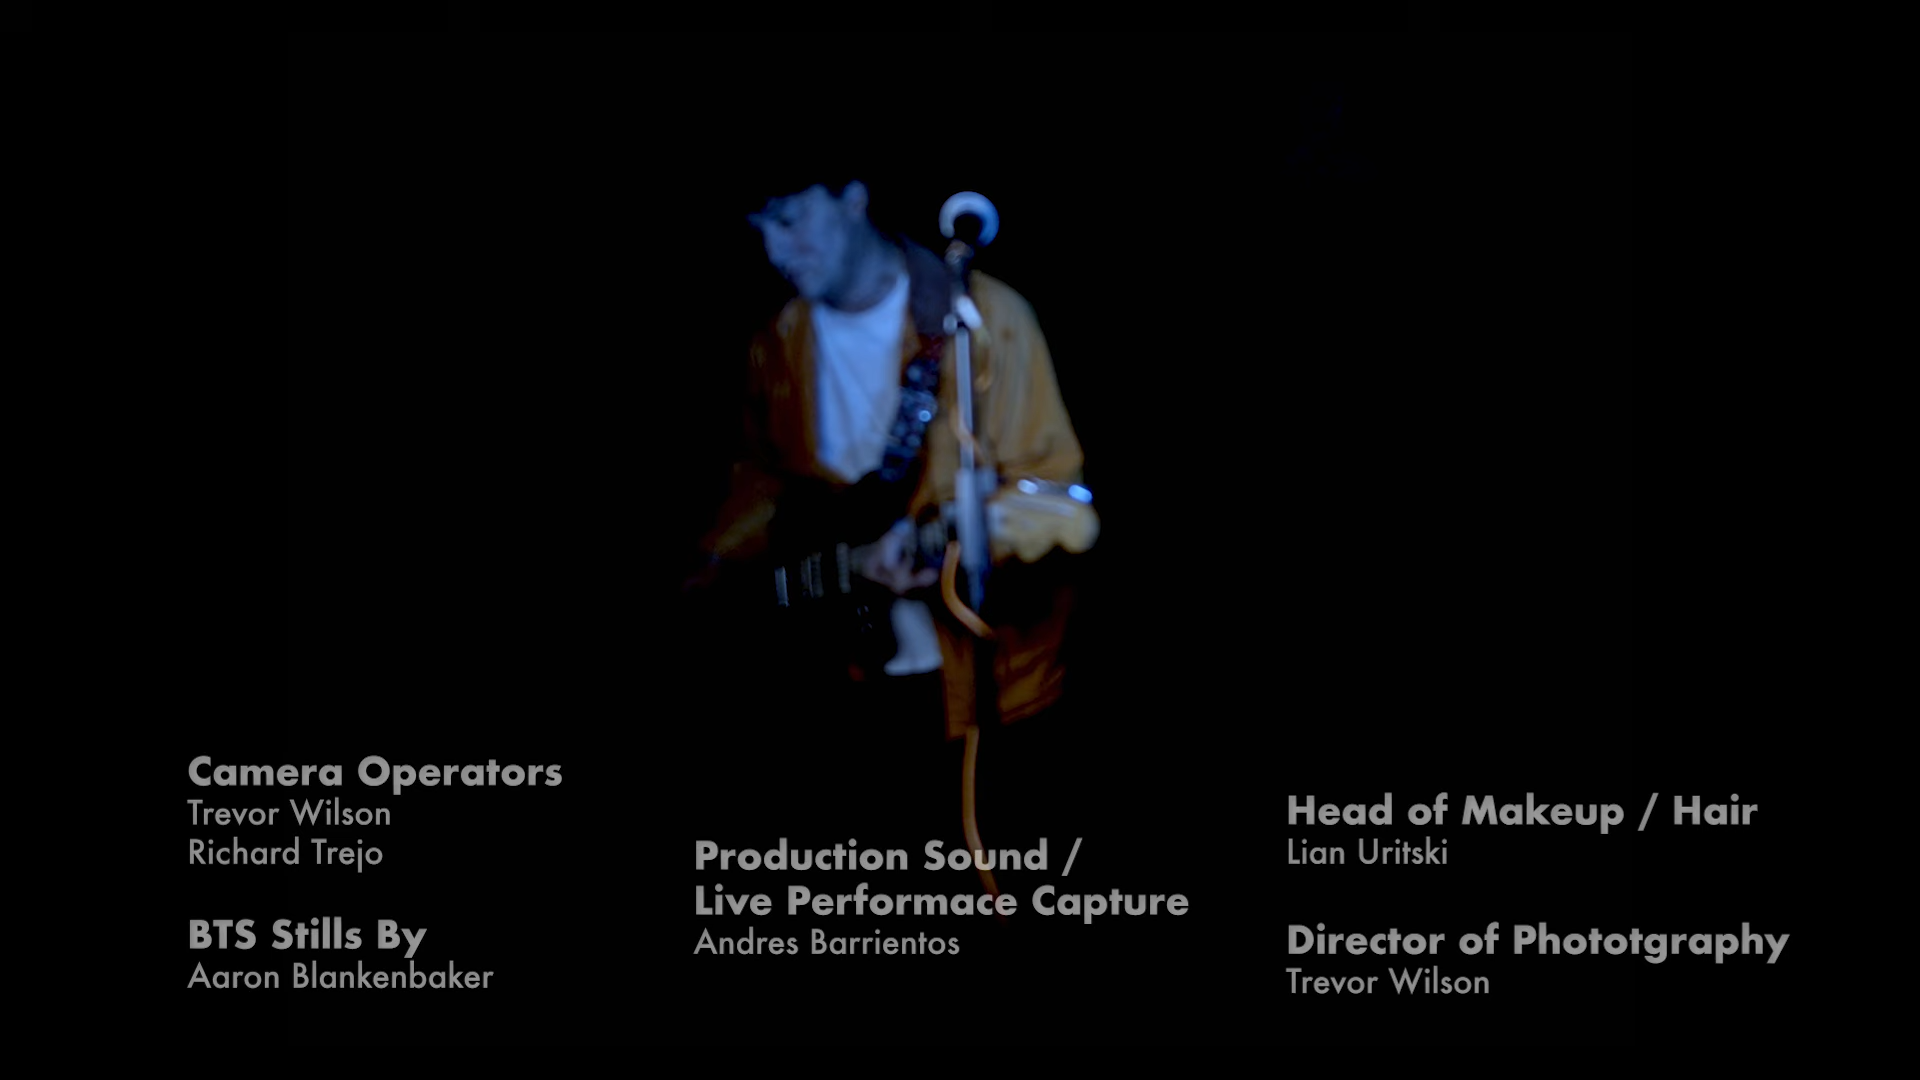 Camera Operators
Trevor Wilson
Richard Trejo
BTS Stills By
Aaron Blankenbaker
Production Sound /
Live Performace Capture
Andres Barrientos
Head of Makeup / Hair
Lian Uritski
Director of Phototgraphy
Trevor Wilson